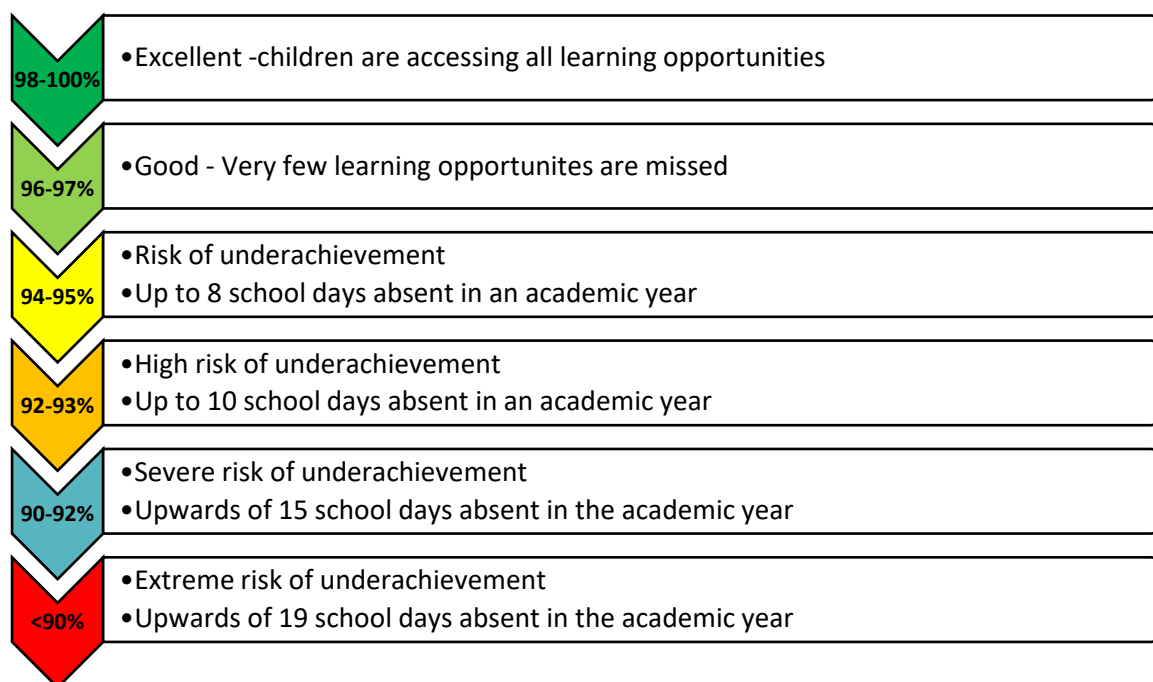 98-100%
•Excellent -children are accessing all learning opportunities
96-97%
•Good - Very few learning opportunites are missed
94-95%
•Risk of underachievement
•Up to 8 school days absent in an academic year
92-93%
•High risk of underachievement
•Up to 10 school days absent in an academic year
90-92%
•Severe risk of underachievement
•Upwards of 15 school days absent in the academic year
<90%
•Extreme risk of underachievement
•Upwards of 19 school days absent in the academic year